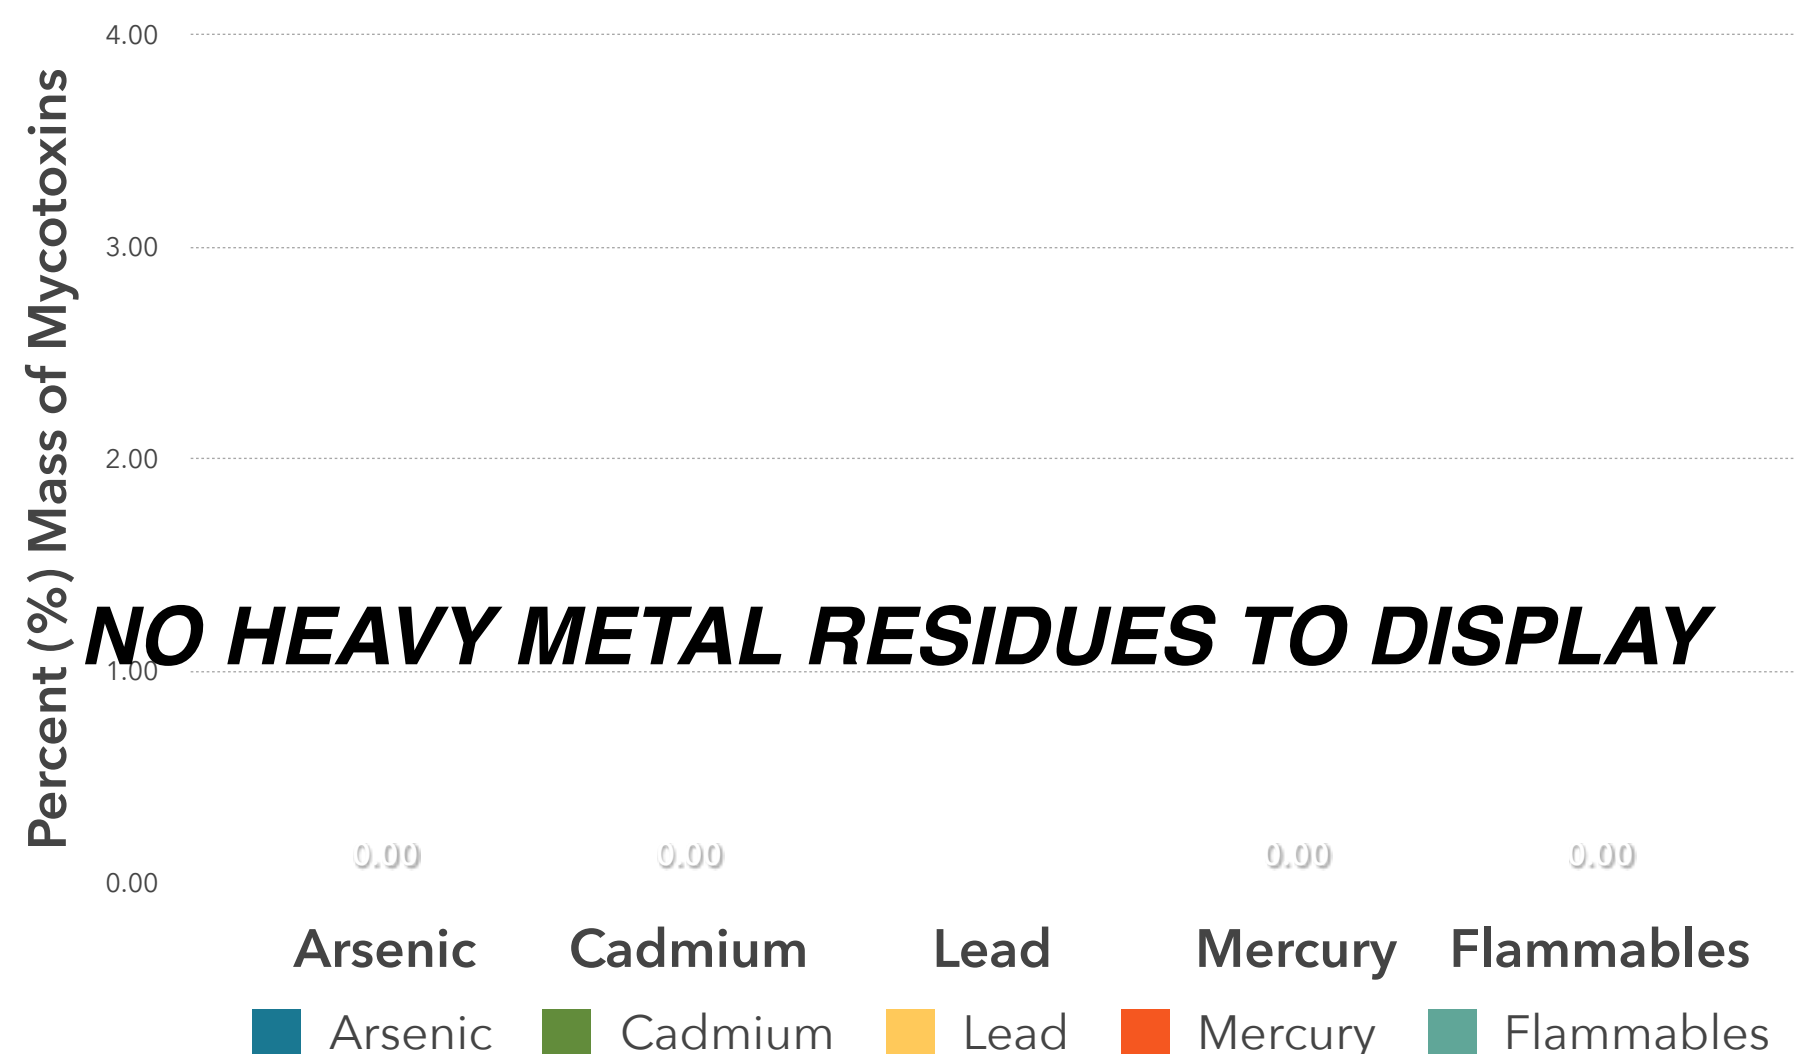 Percent (%) Mass of Mycotoxins
4.00
3.00
2.00
NO HEAVY METAL RESIDUES TO DISPLAY
1.00
0.00 0.00 0.00 0.00
0.00
Arsenic Cadmium Lead Mercury Flammables
Arsenic Cadmium Lead Mercury Flammables